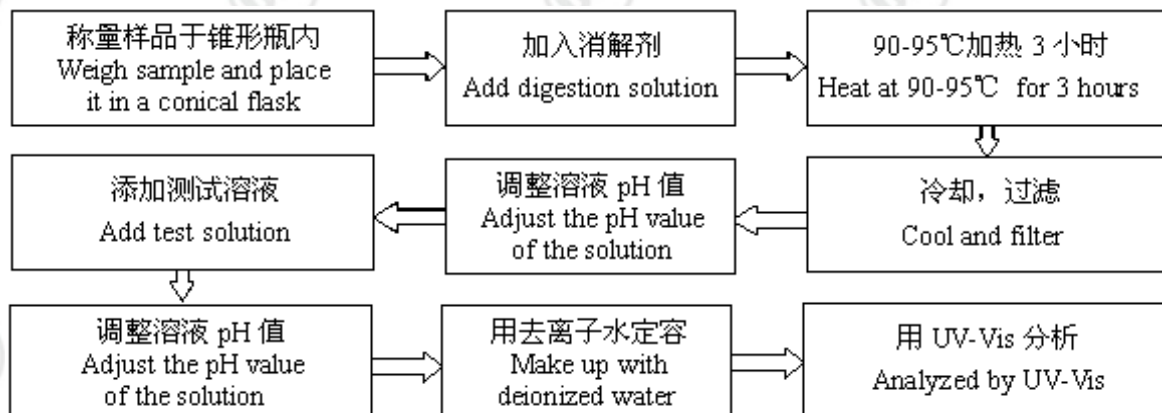 称量样品于锥形瓶内
Weigh sample and place
it in a conical flask
加入消解剂
Add digestion solution
90-95℃加热 3 小时
Heat at 90-95℃ for 3 hours
冷却，过滤
Cool and filter
调整溶液 pH 值
Adjust the pH value
of the solution
添加测试溶液
Add test solution
调整溶液 pH 值
Adjust the pH value
of the solution
用去离子水定容
Make up with
deionized water
用 UV-Vis 分析
Analyzed by UV-Vis